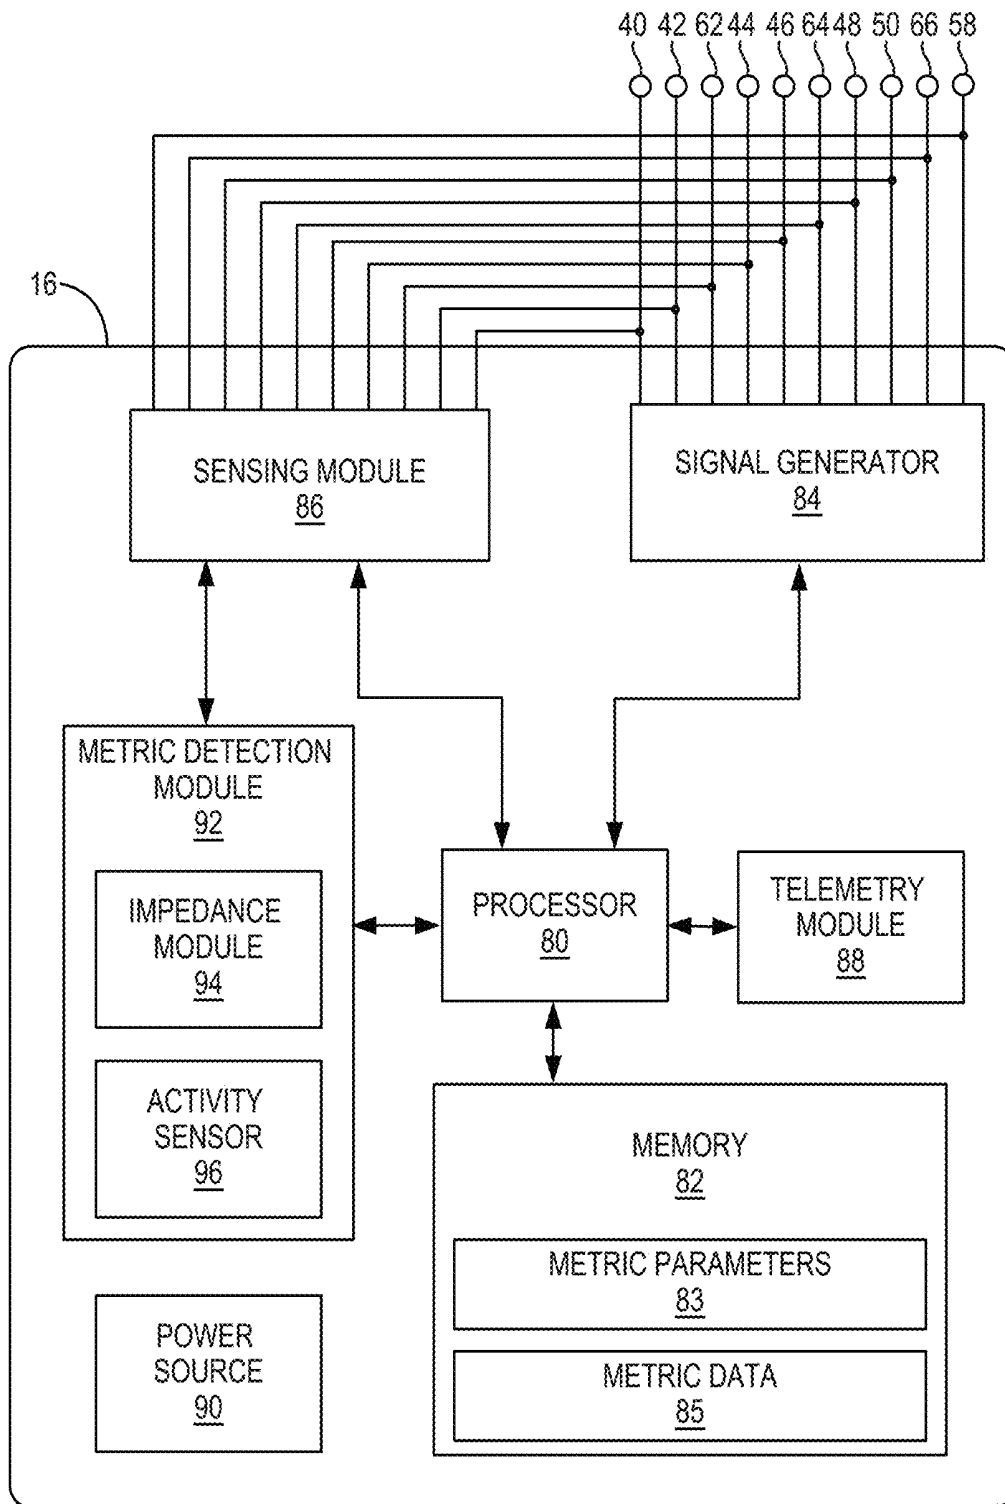 40 42 62 44 46 64 48 50 66 58
16
SENSING MODULE
86
SIGNAL GENERATOR
84
METRIC DETECTION
MODULE
92
IMPEDANCE
MODULE
94
ACTIVITY
SENSOR
96
PROCESSOR
80
TELEMETRY
MODULE
88
MEMORY
82
METRIC PARAMETERS
83
METRIC DATA
85
POWER
SOURCE
90